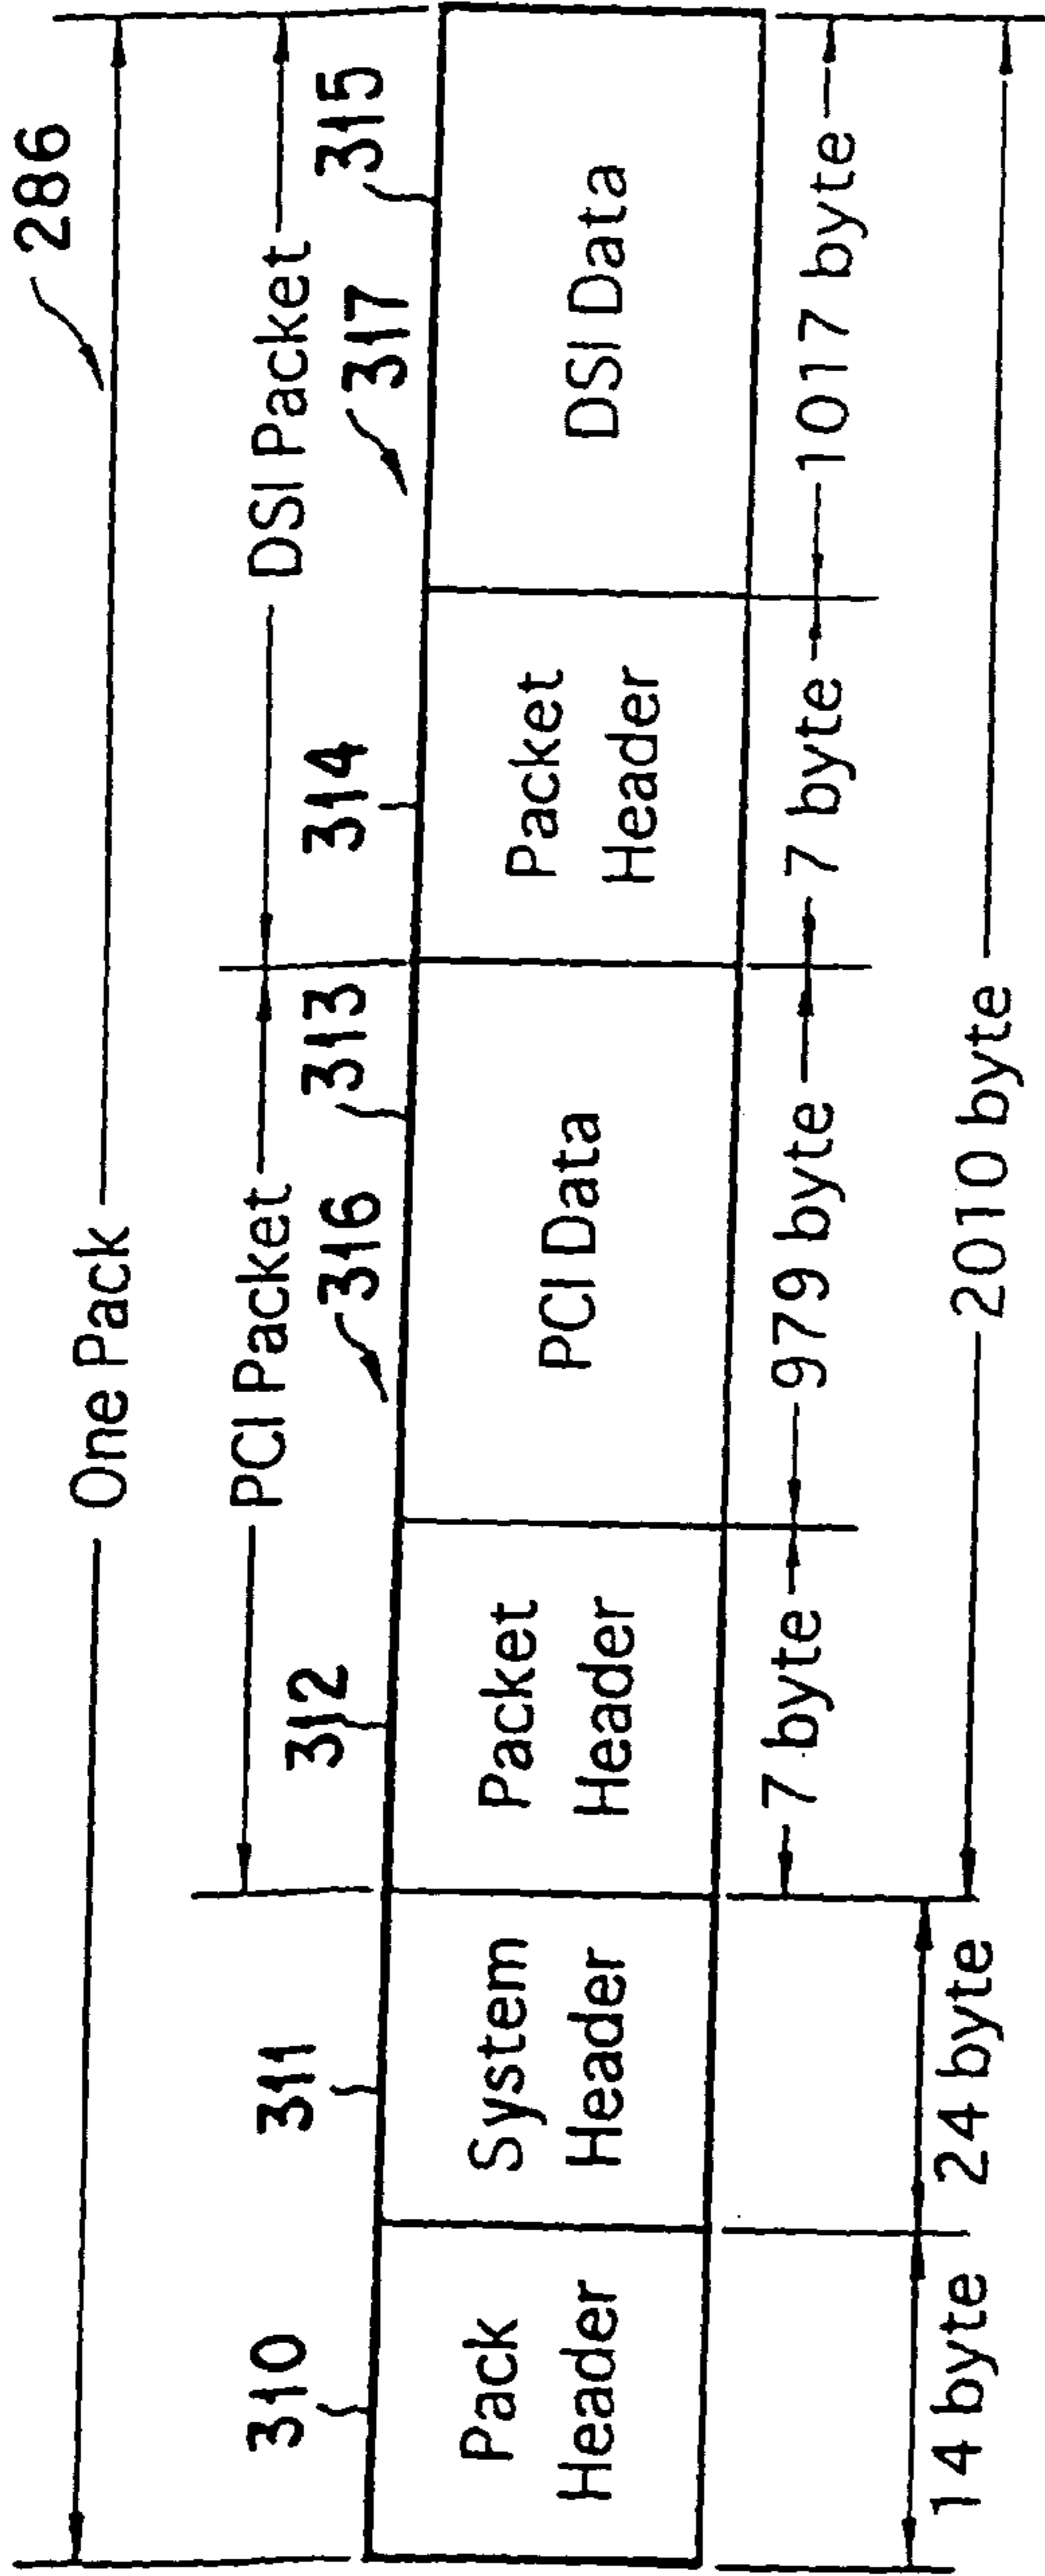 286
One Pack
PCI Packet
DSI Packet
310
311
312
316
313
314
317
315
Pack
Header
System
Header
Packet
Header
PCI Data
Packet
Header
DSI Data
7 byte
979 byte
7 byte
1017 byte
14 byte
24 byte
2010 byte